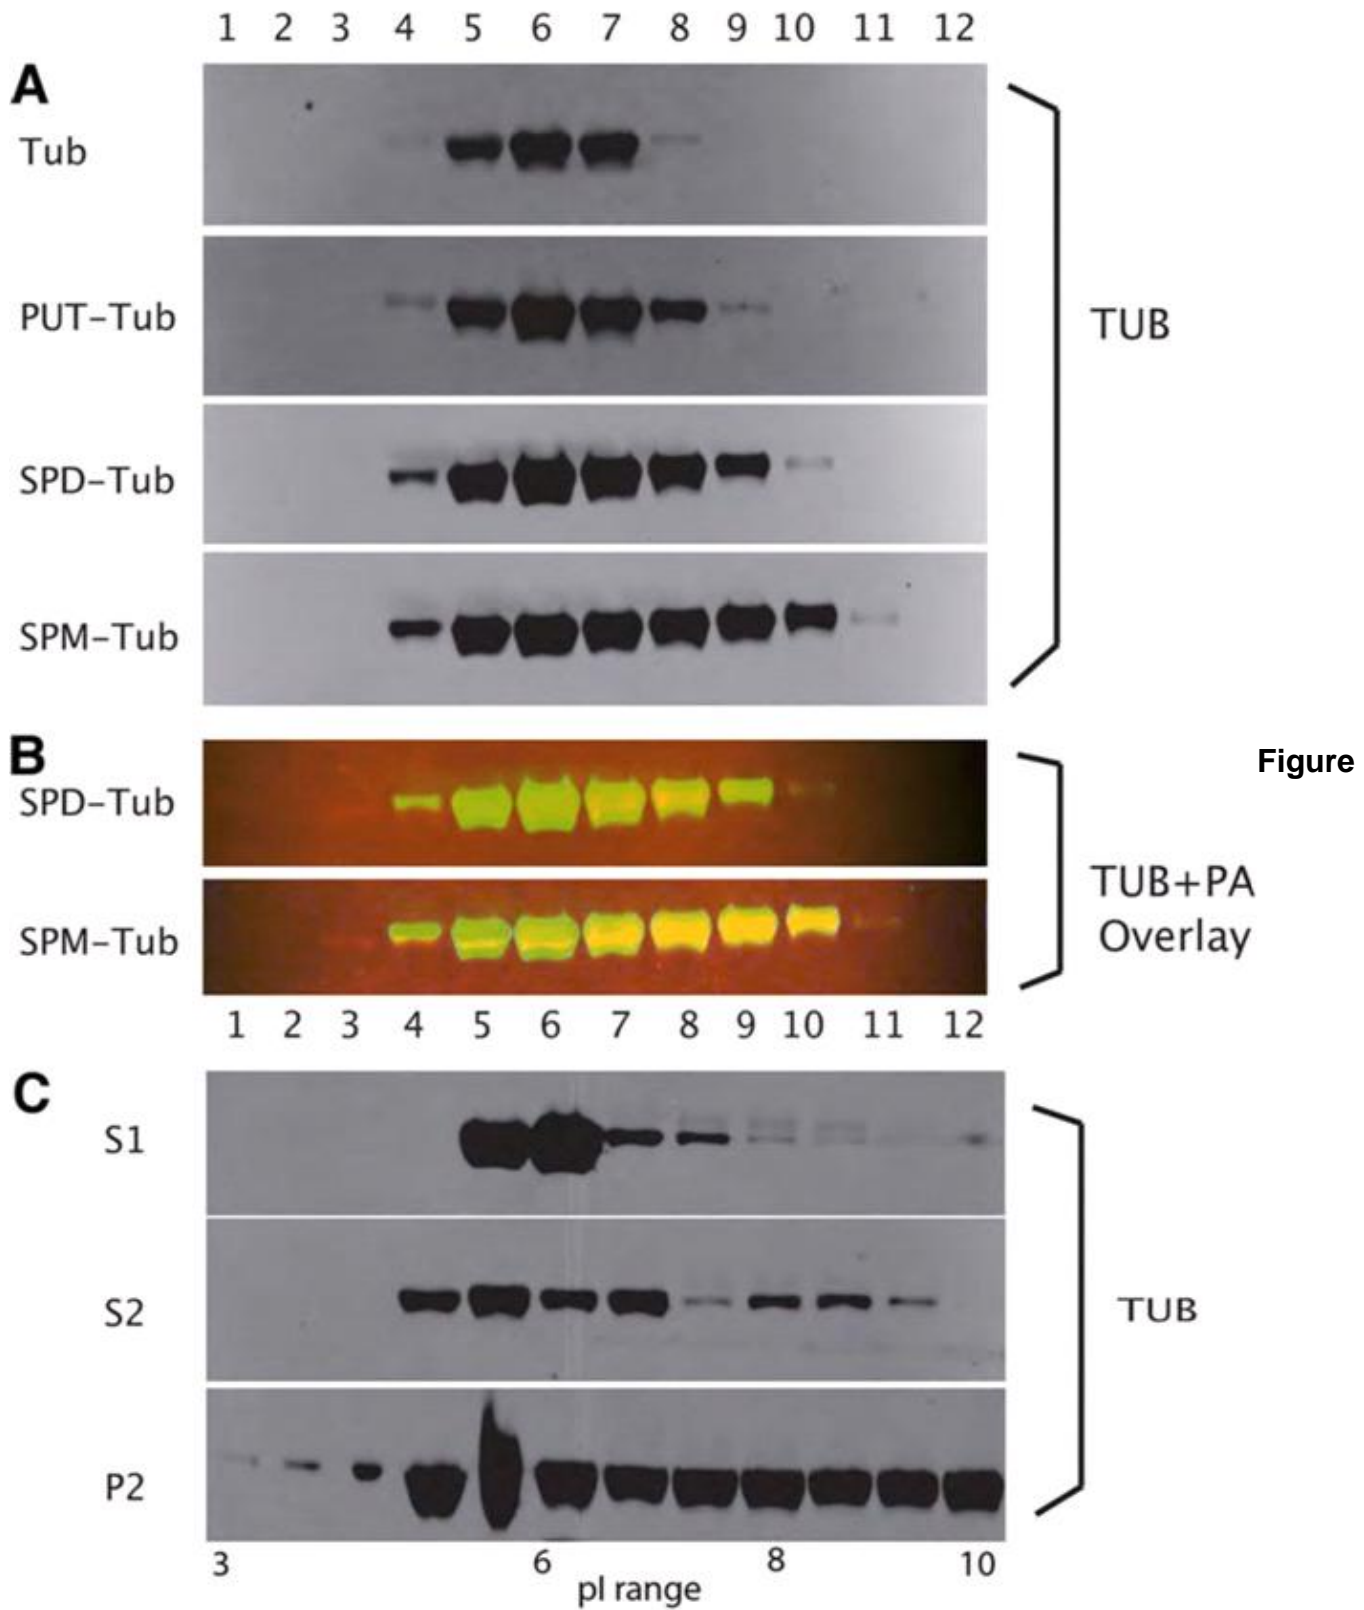 1 2 3 4 5 6 7 8 9 10 11 12
A
Tub
PUT-Tub
TUB
SPD-Tub
SPM-Tub
B
Figure
SPD-Tub
TUB+PA
Overlay
SPM-Tub
1 2 3 4 5 6 7 8 9 10 11 12
C
S1
S2
TUB
P2
3 6 8 10
pI range